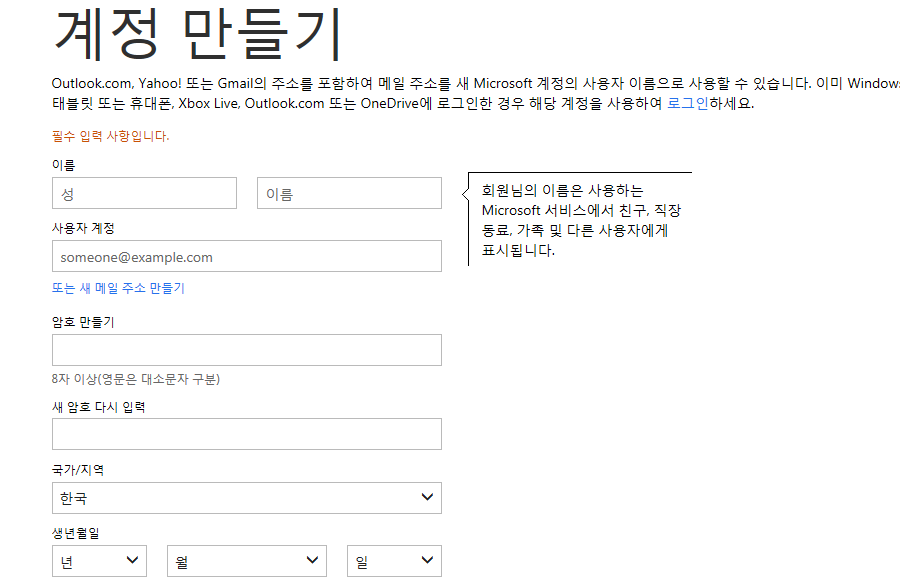 계정 만들기
Outlook.com, Yahoo! 또는 Gmail의 주소를 포함하여 메일 주소를 새 Microsoft 계정의 사용자 이름으로 사용할 수 있습니다. 이미 Windows
태블릿 또는 휴대폰, Xbox Live, Outlook.com 또는 OneDrive에 로그인한 경우 해당 계정을 사용하여 로그인하세요.
필수 입력 사항입니다.
이름
성 이름
회원님의 이름은 사용하는
Microsoft 서비스에서 친구, 직장
동료, 가족 및 다른 사용자에게
표시됩니다.
사용자 계정
someone@example.com
또는 새 메일 주소 만들기
암호 만들기
8자 이상(영문은 대소문자 구분)
새 암호 다시 입력
국가/지역
한국
생년월일
년 월 일